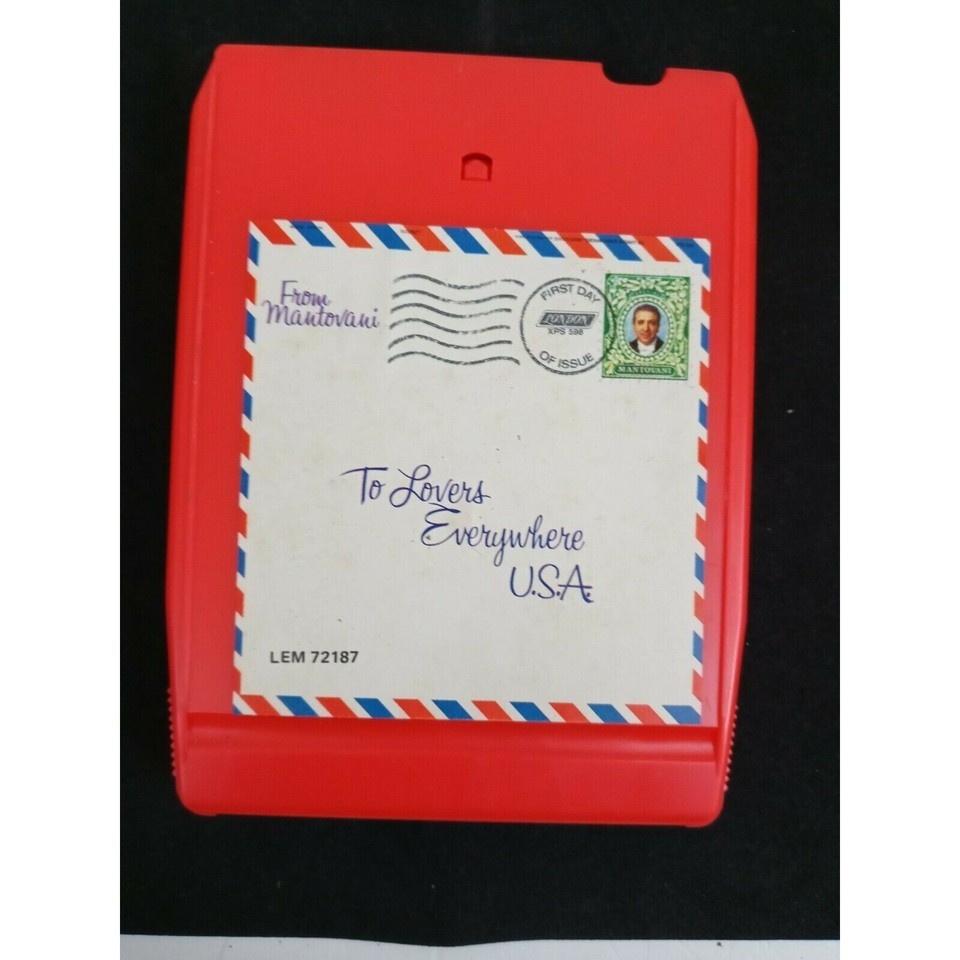 From
Mantovani
FIRST DAY
LONDON
XPS 598
OF ISSUE
MANTOVANI
To Lovers
Everywhere
U.S.A.
LEM 72187